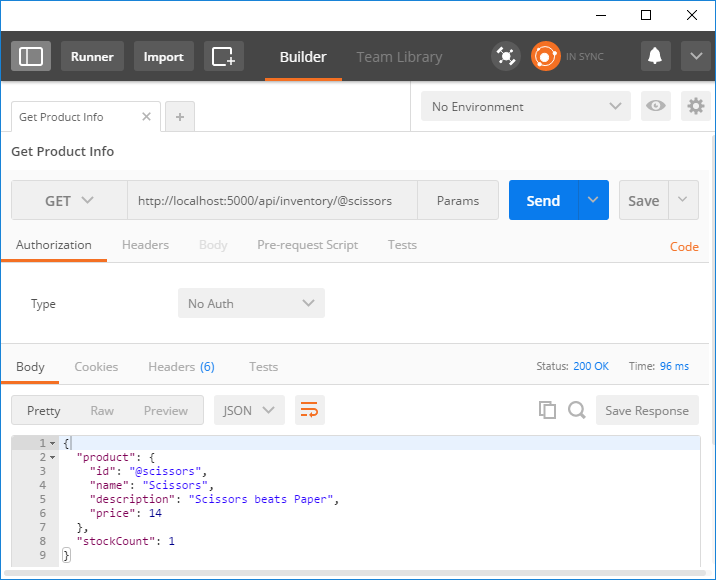 Runner Import Builder Team Library IN SYNC
Get Product Info No Environment
Get Product Info
GET http://localhost:5000/api/inventory/@scissors Params Send Save
Authorization Headers Body Pre-request Script Tests Code
Type No Auth
Body Cookies Headers (6) Tests Status: 200 OK Time: 96 ms
Pretty Raw Preview JSON Save Response
1 {
2 "product": {
3 "id": "@scissors",
4 "name": "Scissors",
5 "description": "Scissors beats Paper",
6 "price": 14
7 },
8 "stockCount": 1
9 }